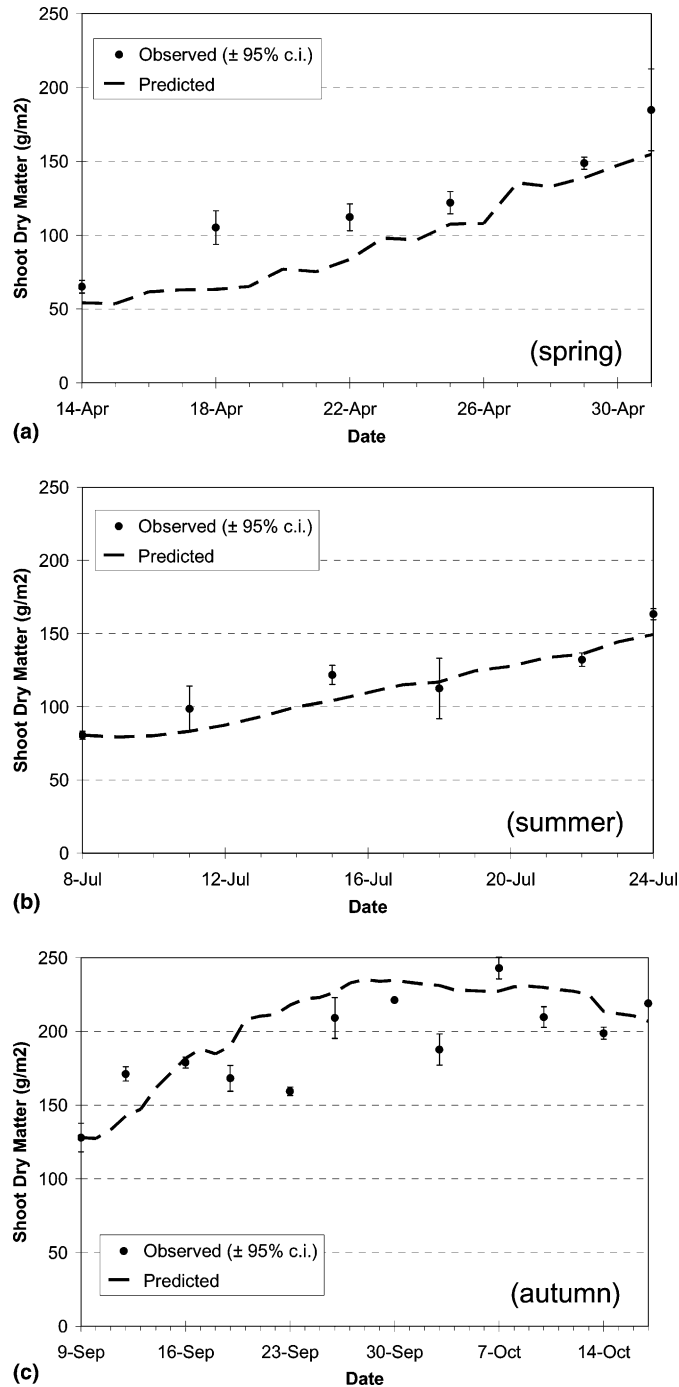 250
200
150
100
50
0
Shoot Dry Matter (g/m2)
Observed (± 95% c.i.)
Predicted
(spring)
14-Apr 18-Apr 22-Apr 26-Apr 30-Apr
Date
(a)
250
200
150
100
50
0
Shoot Dry Matter (g/m2)
Observed (± 95% c.i.)
Predicted
(summer)
8-Jul 12-Jul 16-Jul 20-Jul 24-Jul
Date
(b)
250
200
150
100
50
0
Shoot Dry Matter (g/m2)
Observed (± 95% c.i.)
Predicted
(autumn)
9-Sep 16-Sep 23-Sep 30-Sep 7-Oct 14-Oct
Date
(c)